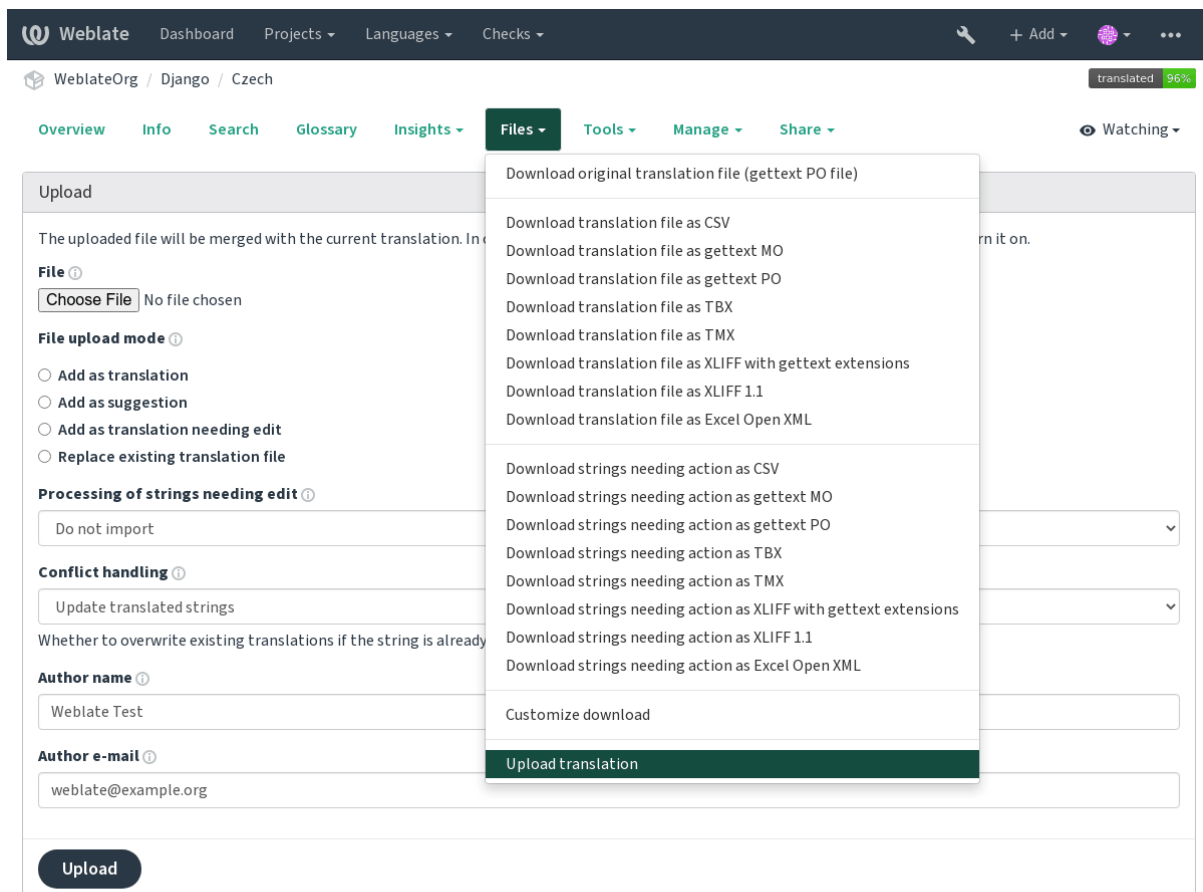 Weblate Dashboard Projects Languages Checks + Add
WeblateOrg / Django / Czech translated 96%
Overview Info Search Glossary Insights Files Tools Manage Share Watching
Upload
The uploaded file will be merged with the current translation. In rn it on.
File
Choose File No file chosen
File upload mode
Add as translation
Add as suggestion
Add as translation needing edit
Replace existing translation file
Processing of strings needing edit
Do not import
Conflict handling
Update translated strings
Whether to overwrite existing translations if the string is already
Author name
Weblate Test
Author e-mail
weblate@example.org
Upload
Download original translation file (gettext PO file)
Download translation file as CSV
Download translation file as gettext MO
Download translation file as gettext PO
Download translation file as TBX
Download translation file as TMX
Download translation file as XLIFF with gettext extensions
Download translation file as XLIFF 1.1
Download translation file as Excel Open XML
Download strings needing action as CSV
Download strings needing action as gettext MO
Download strings needing action as gettext PO
Download strings needing action as TBX
Download strings needing action as TMX
Download strings needing action as XLIFF with gettext extensions
Download strings needing action as XLIFF 1.1
Download strings needing action as Excel Open XML
Customize download
Upload translation